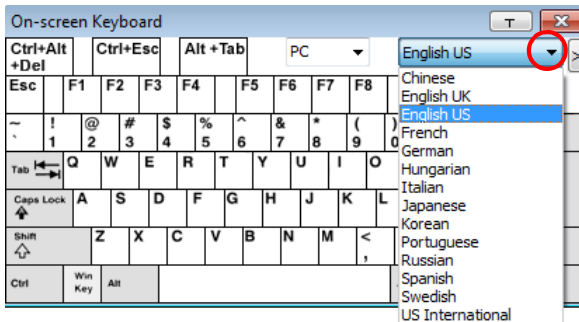 On-screen Keyboard T X
Ctrl+Alt +Del Ctrl+Esc Alt +Tab PC English US >
Esc F1 F2 F3 F4 F5 F6 F7 F8
~ ! @ # $ % ^ & * ( )
` 1 2 3 4 5 6 7 8 9 0
Tab Q W E R T Y U I O
Caps Lock A S D F G H J K L
Shift Z X C V B N M < ,
Ctrl Win Key Alt
Chinese
English UK
English US
French
German
Hungarian
Italian
Japanese
Korean
Portuguese
Russian
Spanish
Swedish
US International